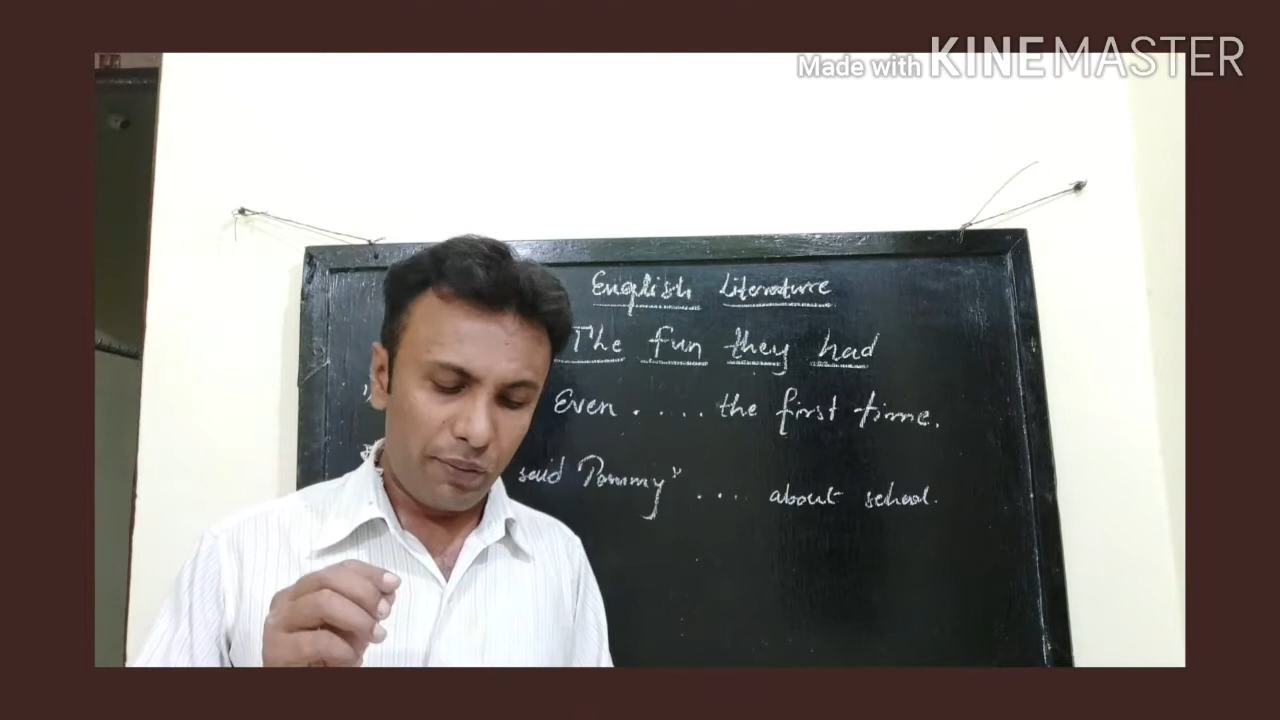 Made with KINEMASTER
English Literature
The fun they had
Even ..... the first time.
said Tommy" .... about school.